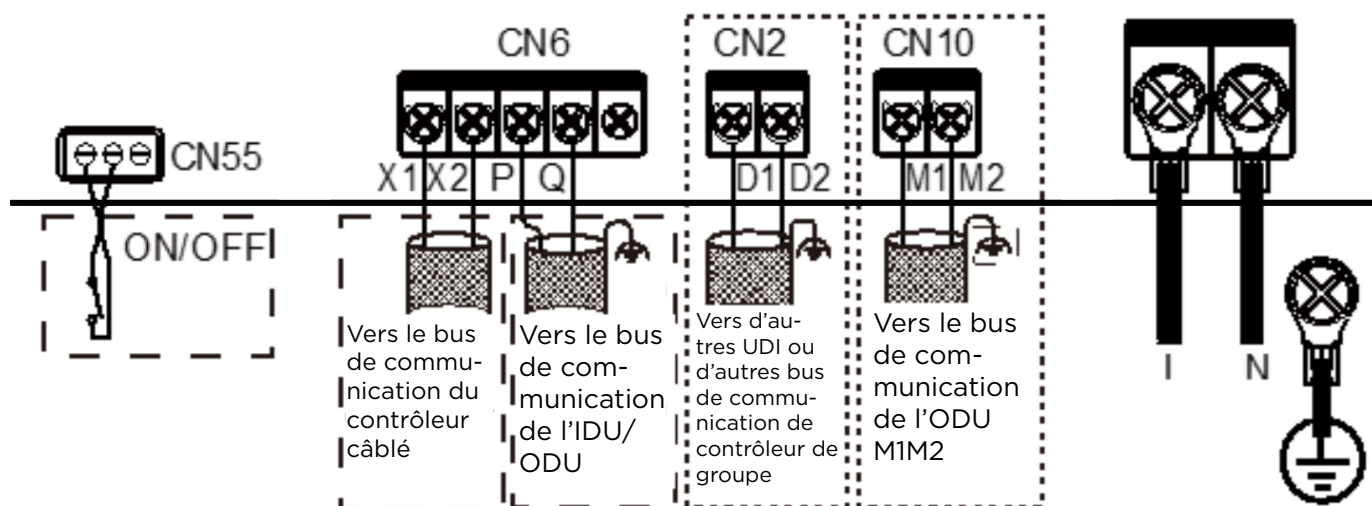 CN6
CN2
CN10
CN55
X1 X2 P Q
D1 D2
M1 M2
ON/OFF
Vers le bus
de commu-
nication du
contrôleur
câblé
Vers le bus
de com-
munication
de l'IDU/
ODU
Vers d'au-
tres UDI ou
d'autres bus
de commu-
nication de
contrôleur de
groupe
Vers le bus
de com-
munication
de l'ODU
M1M2
I N